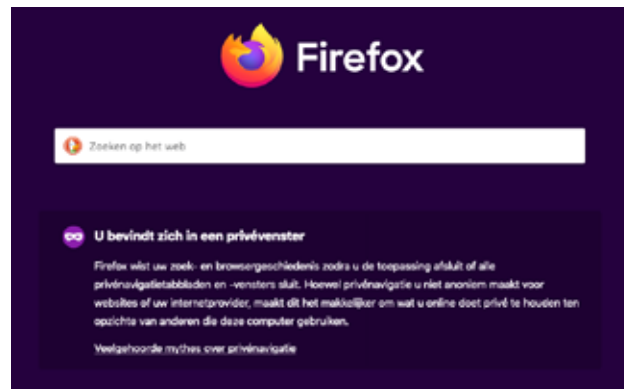 Firefox
Zoeken op het web
U bevindt zich in een privévenster
Firefox wist uw zoek- en browsergeschiedenis zodra u de toepassing afsluit of alle
privénavigatietabbladen en -vensters sluit. Hoewel privénavigatie u niet anoniem maakt voor
websites of uw internetprovider, maakt dit het makkelijker om wat u online doet privé te houden ten
opzichte van anderen die deze computer gebruiken.
Veelgehoorde mythes over privénavigatie